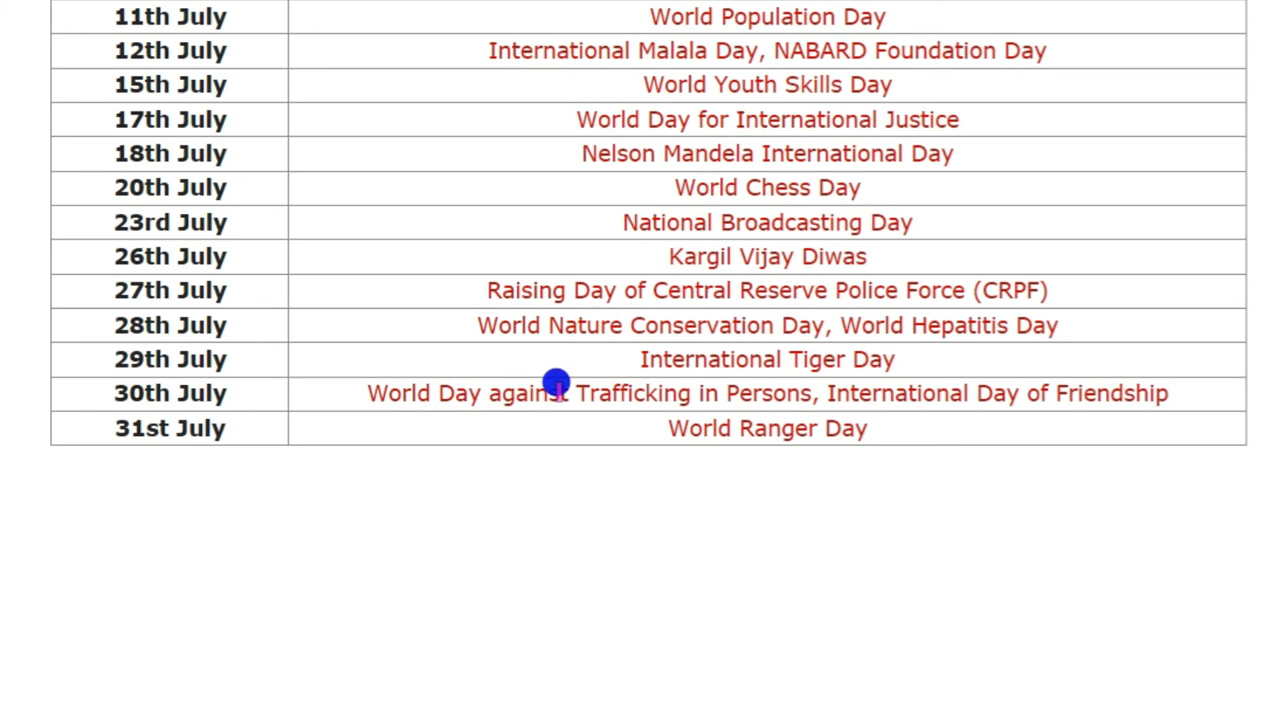 11th July World Population Day
12th July International Malala Day, NABARD Foundation Day
15th July World Youth Skills Day
17th July World Day for International Justice
18th July Nelson Mandela International Day
20th July World Chess Day
23rd July National Broadcasting Day
26th July Kargil Vijay Diwas
27th July Raising Day of Central Reserve Police Force (CRPF)
28th July World Nature Conservation Day, World Hepatitis Day
29th July International Tiger Day
30th July World Day against Trafficking in Persons, International Day of Friendship
31st July World Ranger Day